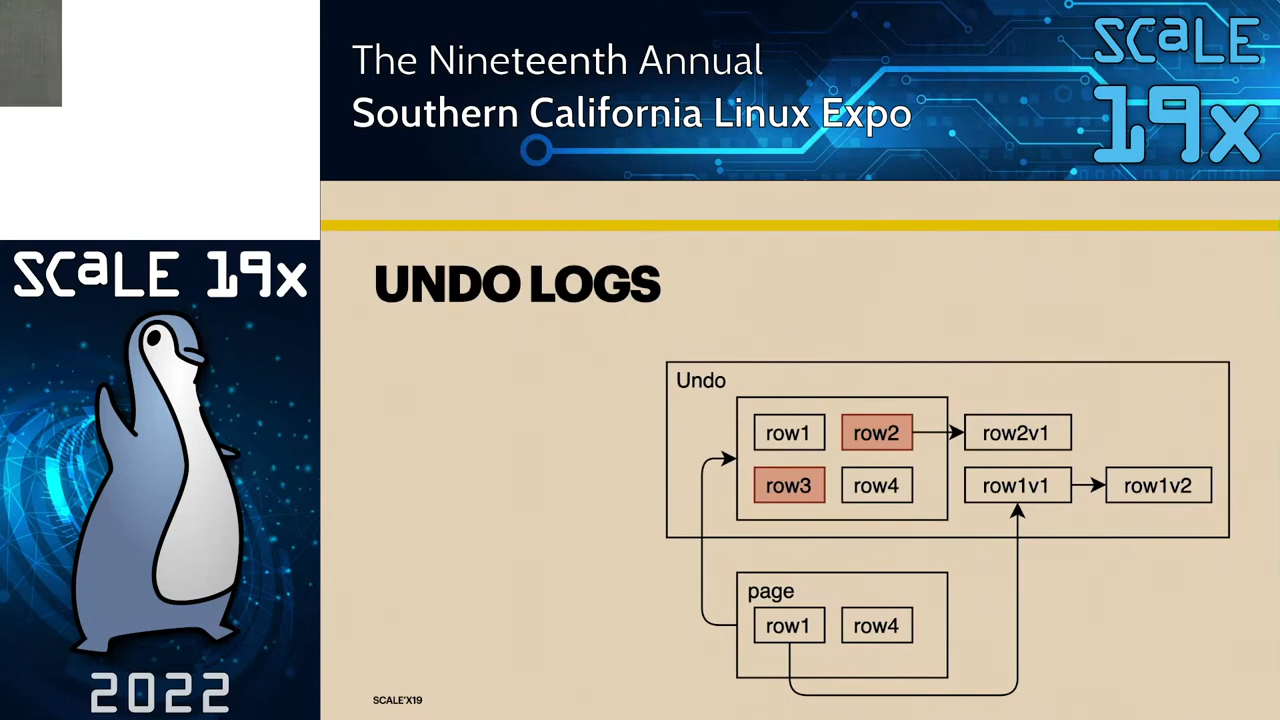 The Nineteenth Annual
Southern California Linux Expo
SCaLE
19x
SCaLE 19x
2022
UNDO LOGS
Undo
row1
row2
row2v1
row3
row4
row1v1
row1v2
page
row1
row4
SCALE'X19